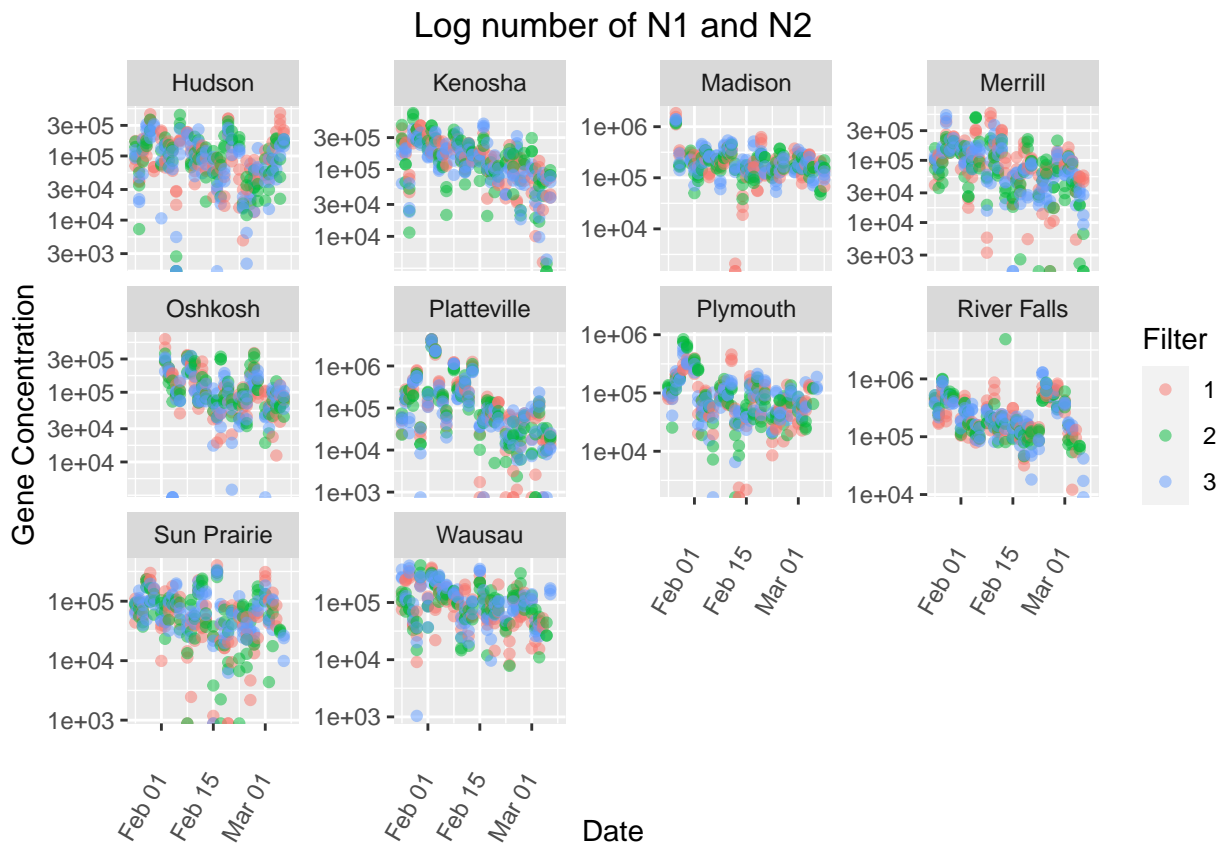 Log number of N1 and N2
Hudson
Kenosha
Madison
Merrill
3e+05
1e+05
3e+04
1e+04
3e+03
3e+05
1e+05
3e+04
1e+04
1e+06
1e+05
1e+04
3e+05
1e+05
3e+04
1e+04
3e+03
Oshkosh
Platteville
Plymouth
River Falls
3e+05
1e+05
3e+04
1e+04
1e+06
1e+05
1e+04
1e+03
1e+06
1e+05
1e+04
1e+06
1e+05
1e+04
Feb 01
Feb 15
Mar 01
Feb 01
Feb 15
Mar 01
Sun Prairie
Wausau
1e+05
1e+04
1e+03
1e+05
1e+04
1e+03
Feb 01
Feb 15
Mar 01
Feb 01
Feb 15
Mar 01
Gene Concentration
Date
Filter
1
2
3